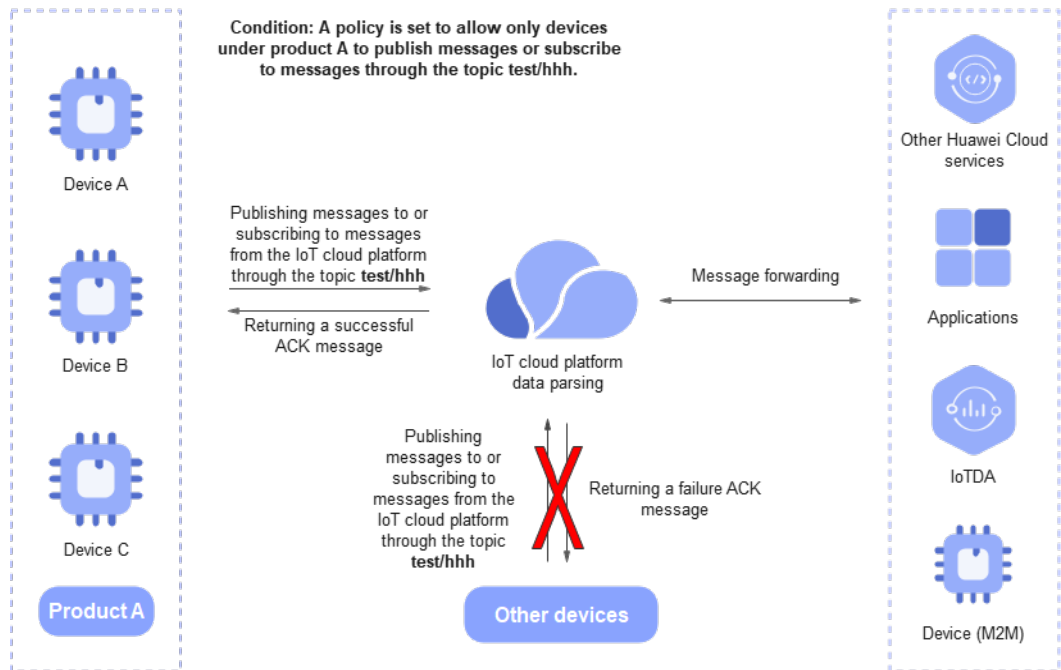 Condition: A policy is set to allow only devices
under product A to publish messages or subscribe
to messages through the topic test/hhh.
Device A
Device B
Device C
Product A
Publishing messages to or
subscribing to messages
from the IoT cloud platform
through the topic test/hhh
Returning a successful
ACK message
IoT cloud platform
data parsing
Message forwarding
Publishing
messages to or
subscribing to
messages from the
IoT cloud platform
through the topic
test/hhh
Returning a failure ACK
message
Other devices
Other Huawei Cloud
services
Applications
IoTDA
Device (M2M)